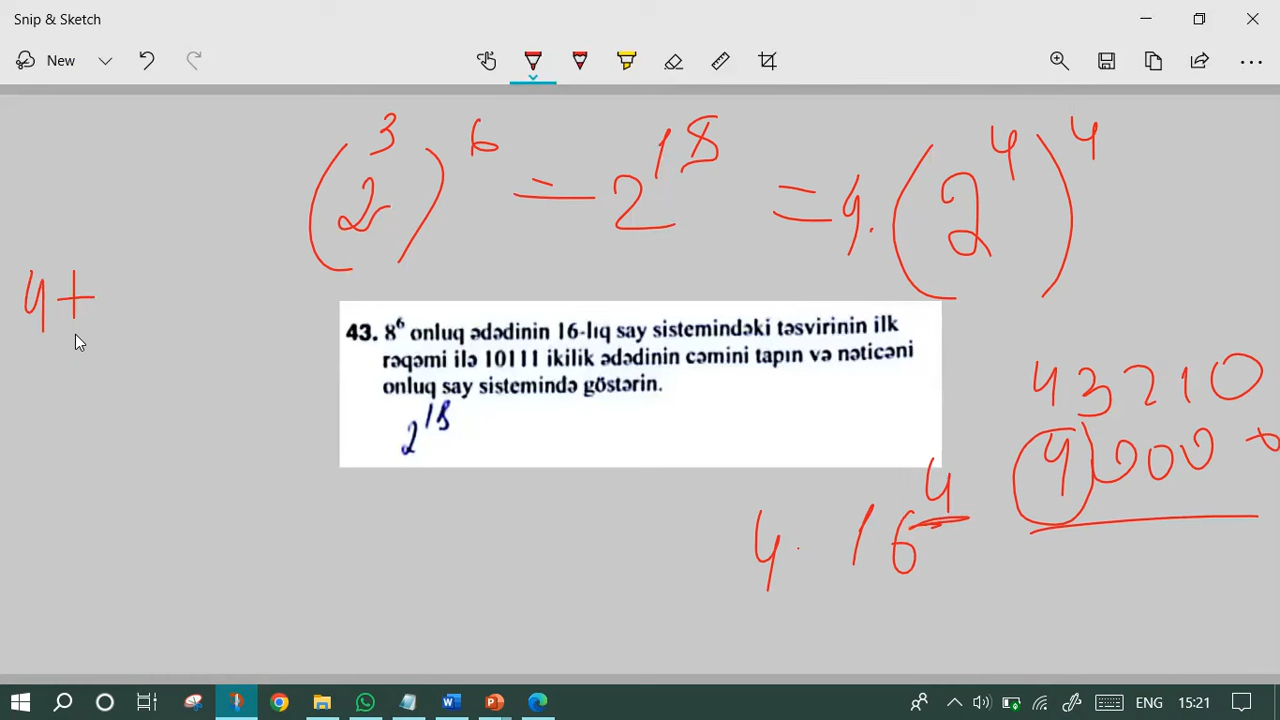 Snip & Sketch
New
(2³)⁶ = 2¹⁸ = 4·(2⁴)⁴
4+
43. 8⁶ onluq ədədinin 16-lıq say sistemindəki təsvirinin ilk
rəqəmi ilə 10111 ikilik ədədinin cəmini tapın və nəticəni
onluq say sistemində göstərin.
2¹⁸
43210
40000
4·16⁴
ENG
15:21